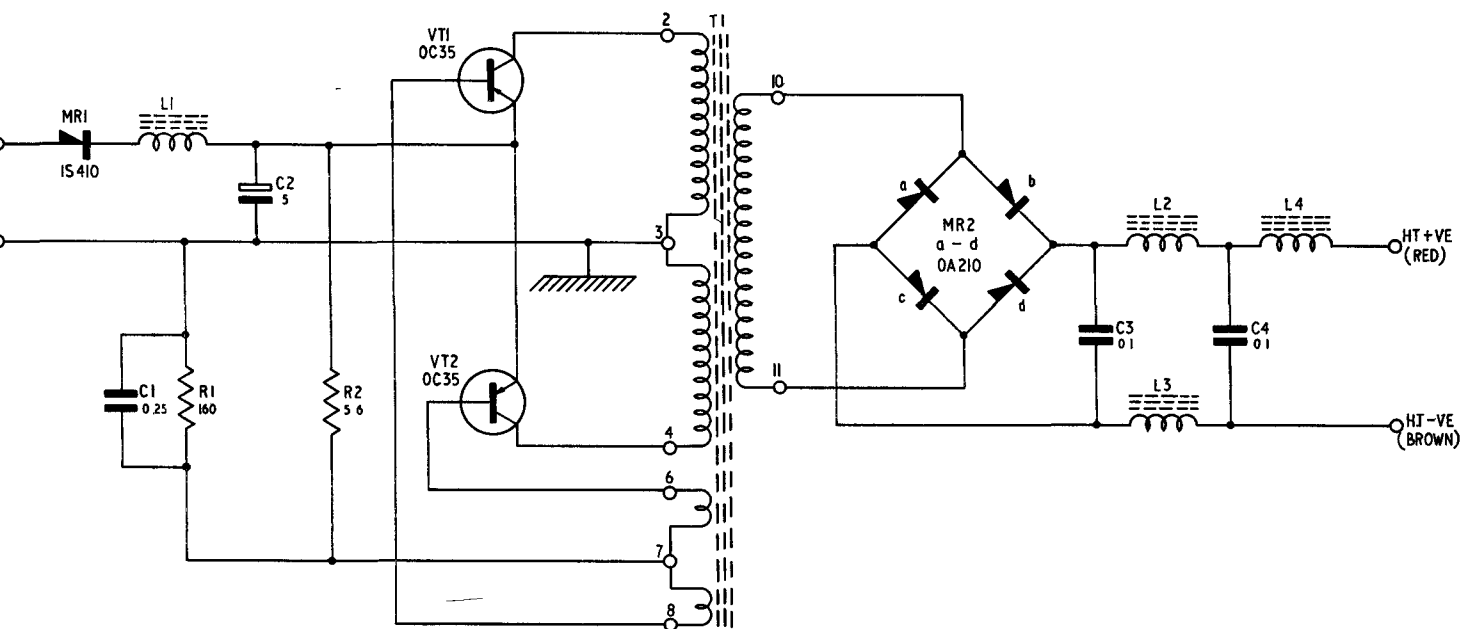 2
T1
VT1
OC35
10
L1
MR1
1S410
C2
5
a
b
MR2
a - d
OA210
c
d
L2
L4
HT+VE
(RED)
3
C3
01
C4
01
VT2
OC35
11
C1
0.25
R1
160
R2
5 6
L3
HT-VE
(BROWN)
4
6
7
8